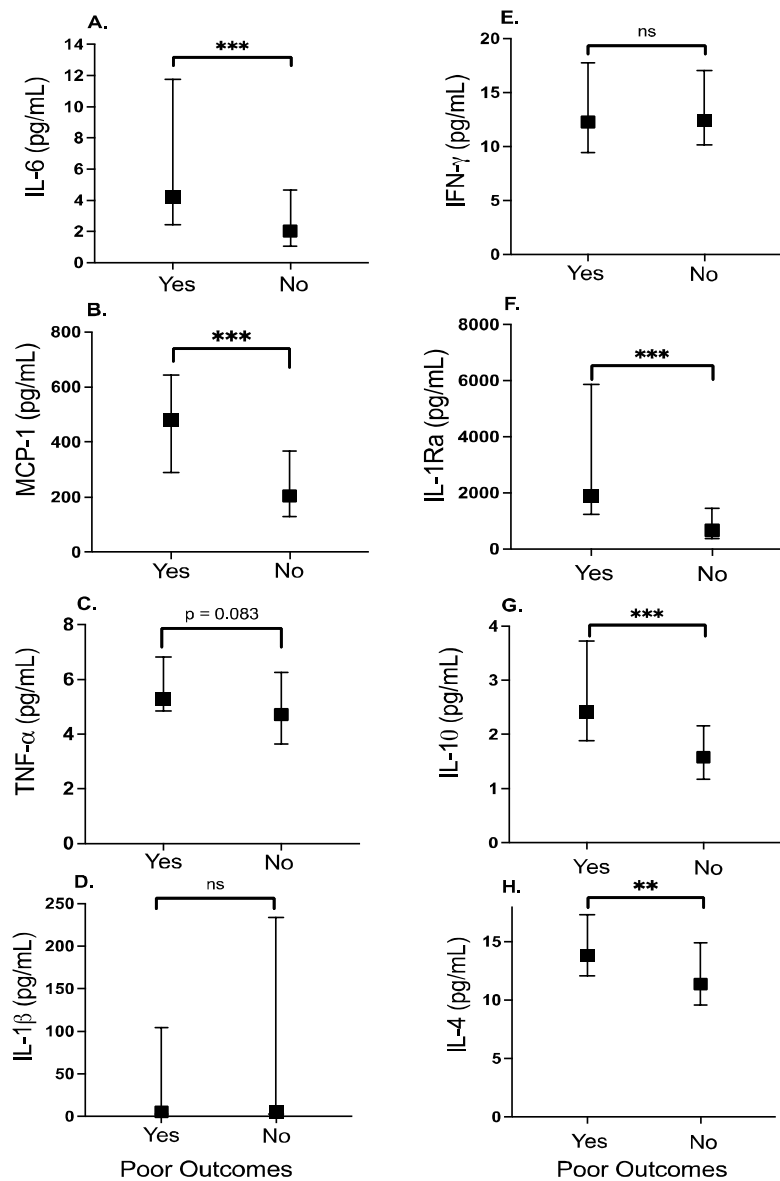 A.
***
14
12
10
8
6
4
2
0
IL-6 (pg/mL)
Yes No
B.
***
800
600
400
200
0
MCP-1 (pg/mL)
Yes No
C.
p = 0.083
8
6
4
2
0
TNF-α (pg/mL)
Yes No
D.
ns
250
200
150
100
50
0
IL-1β (pg/mL)
Yes No
Poor Outcomes
E.
ns
20
15
10
5
0
IFN-γ (pg/mL)
Yes No
F.
***
8000
6000
4000
2000
0
IL-1Ra (pg/mL)
Yes No
G.
***
4
3
2
1
0
IL-10 (pg/mL)
Yes No
H.
**
15
10
5
0
IL-4 (pg/mL)
Yes No
Poor Outcomes